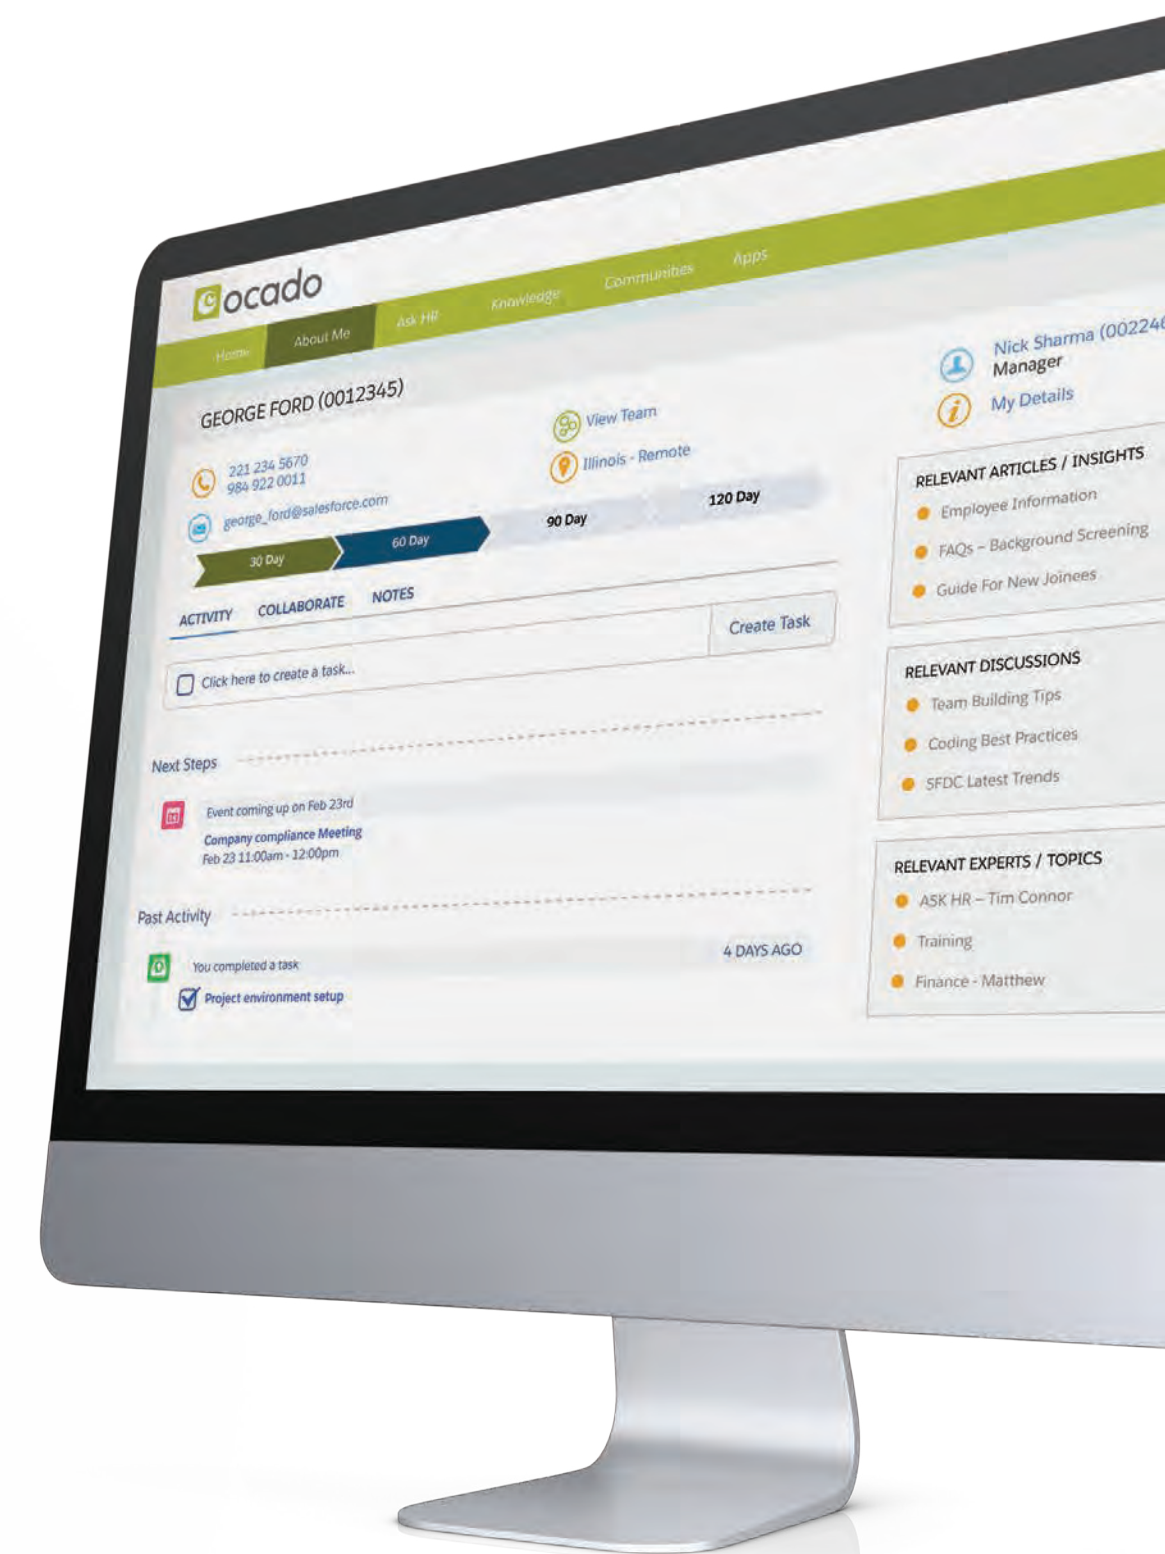 ocado
Home
About Me
Ask HR
Knowledge
Communities
Apps
GEORGE FORD (0012345)
221 234 5670
984 922 0011
george_ford@salesforce.com
View Team
Illinois - Remote
Nick Sharma (002246
Manager
My Details
30 Day
60 Day
90 Day
120 Day
ACTIVITY
COLLABORATE
NOTES
Click here to create a task...
Create Task
Next Steps
Event coming up on Feb 23rd
Company compliance Meeting
Feb 23 11:00am - 12:00pm
Past Activity
You completed a task
4 DAYS AGO
Project environment setup
RELEVANT ARTICLES / INSIGHTS
Employee Information
FAQs – Background Screening
Guide For New Joinees
RELEVANT DISCUSSIONS
Team Building Tips
Coding Best Practices
SFDC Latest Trends
RELEVANT EXPERTS / TOPICS
ASK HR – Tim Connor
Training
Finance - Matthew